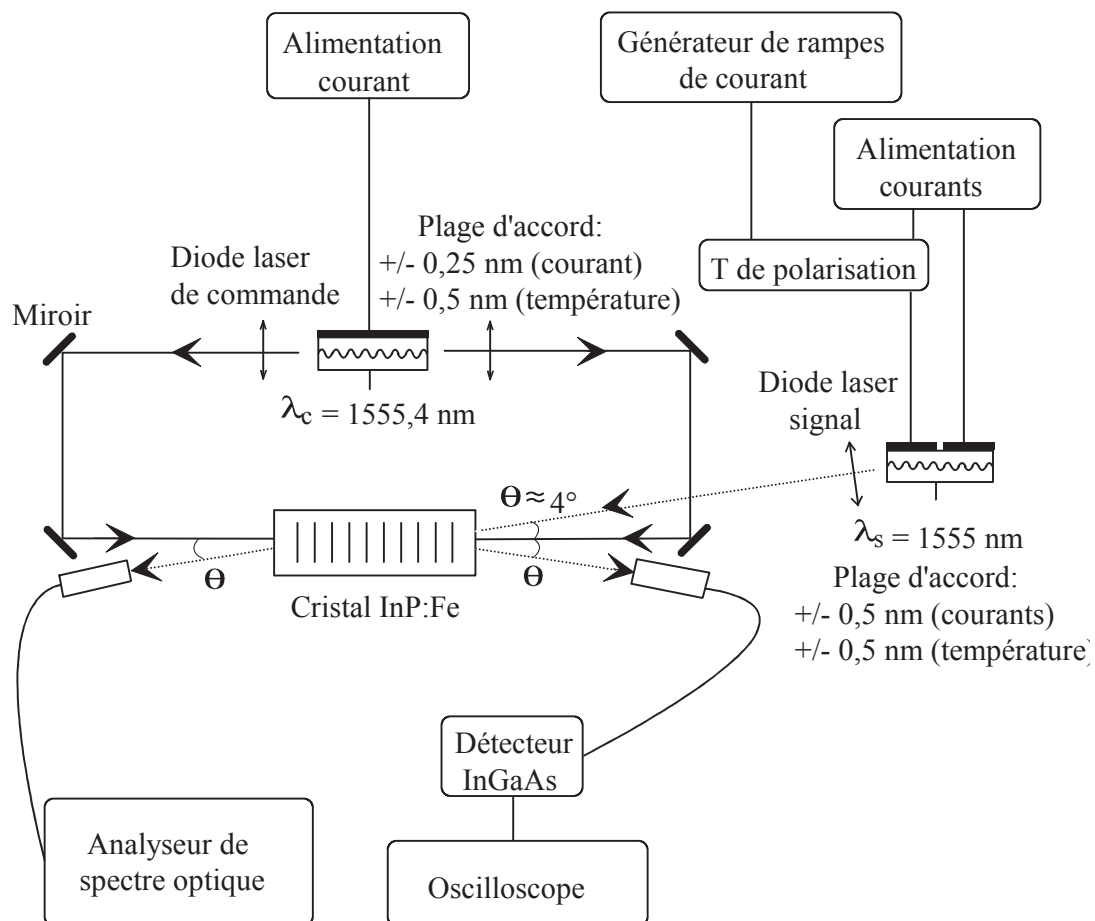 Alimentation
courant
Générateur de rampes
de courant
Alimentation
courants
T de polarisation
Plage d'accord:
+/- 0,25 nm (courant)
+/- 0,5 nm (température)
Diode laser
de commande
Miroir
λc = 1555,4 nm
Diode laser
signal
Θ≈4°
λs = 1555 nm
Plage d'accord:
+/- 0,5 nm (courants)
+/- 0,5 nm (température)
Θ
Θ
Cristal InP:Fe
Détecteur
InGaAs
Analyseur de
spectre optique
Oscilloscope